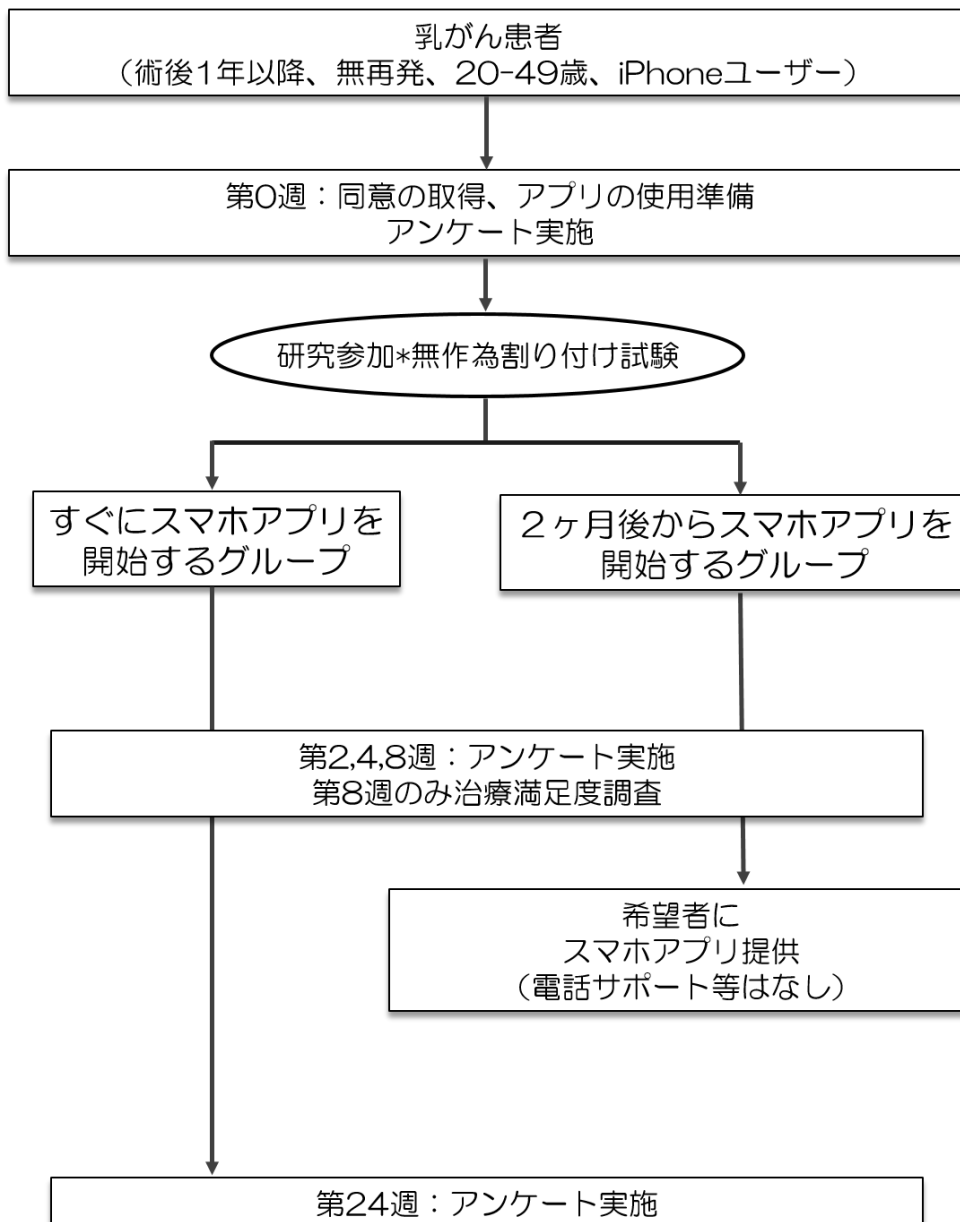 乳がん患者
（術後1年以降、無再発、20-49歳、iPhoneユーザー）
第0週：同意の取得、アプリの使用準備
アンケート実施
研究参加*無作為割り付け試験
すぐにスマホアプリを
開始するグループ
２ヶ月後からスマホアプリを
開始するグループ
第2,4,8週：アンケート実施
第8週のみ治療満足度調査
希望者に
スマホアプリ提供
（電話サポート等はなし）
第24週：アンケート実施